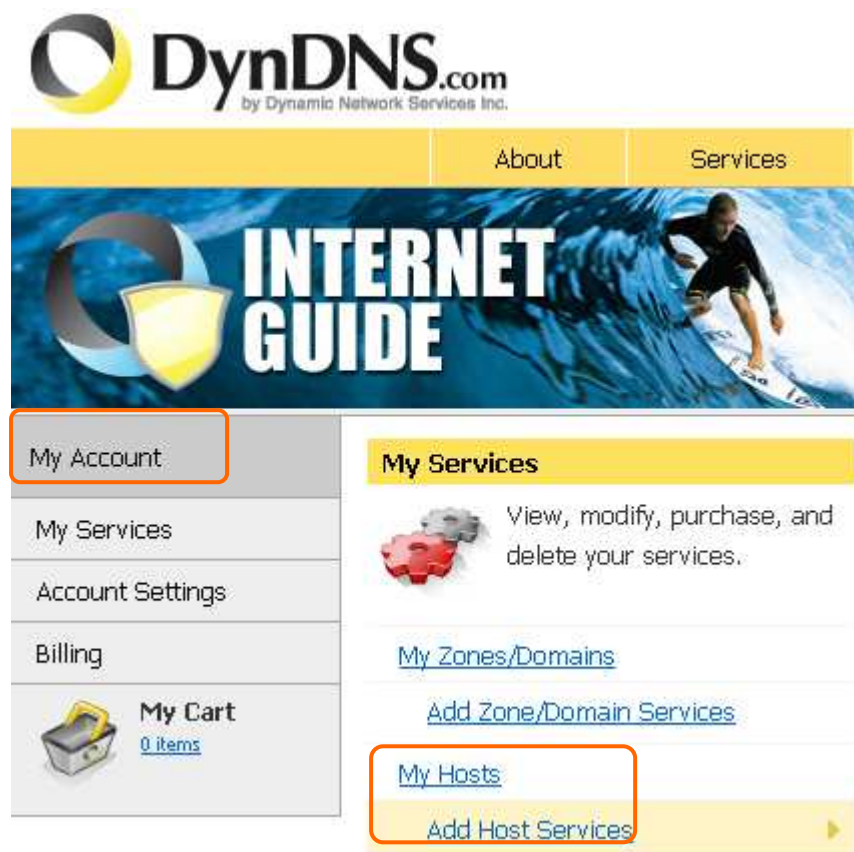 DynDNS.com
by Dynamic Network Services Inc.
About
Services
INTERNET
GUIDE
My Account
My Services
Account Settings
Billing
My Cart
0 items
My Services
View, modify, purchase, and
delete your services.
My Zones/Domains
Add Zone/Domain Services
My Hosts
Add Host Services